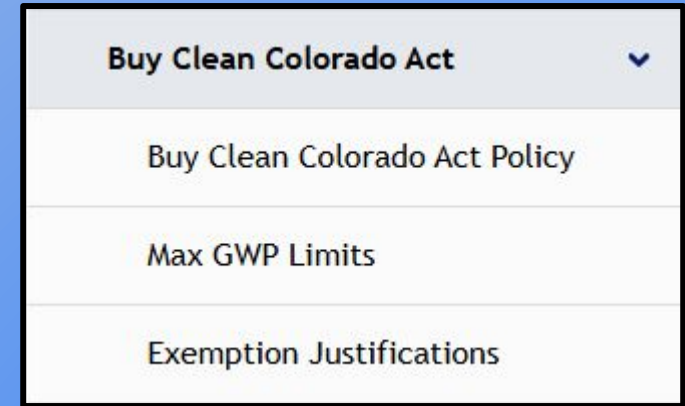 Buy Clean Colorado Act
Buy Clean Colorado Act Policy
Max GWP Limits
Exemption Justifications